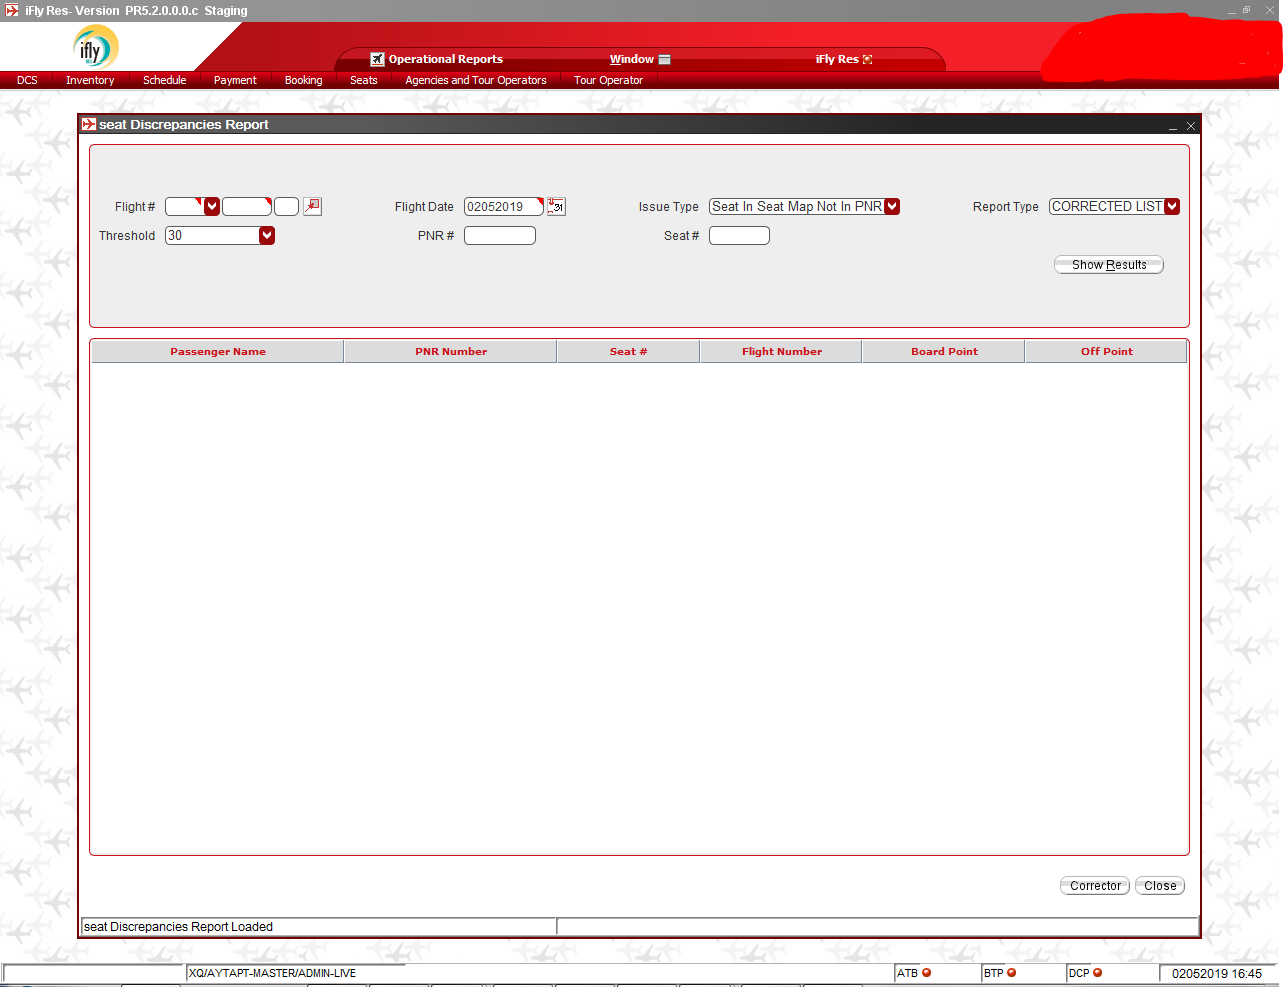 iFly Res- Version PR5.2.0.0.0.c Staging
ifly
RES
Operational Reports Window iFly Res
DCS Inventory Schedule Payment Booking Seats Agencies and Tour Operators Tour Operator
seat Discrepancies Report
Flight # Flight Date 02052019 31 Issue Type Seat In Seat Map Not In PNR Report Type CORRECTED LIST
Threshold 30 PNR # Seat #
Show Results
Passenger Name PNR Number Seat # Flight Number Board Point Off Point
Corrector Close
seat Discrepancies Report Loaded
XQ/AYTAPT-MASTER/ADMIN-LIVE ATB BTP DCP 02052019 16:45